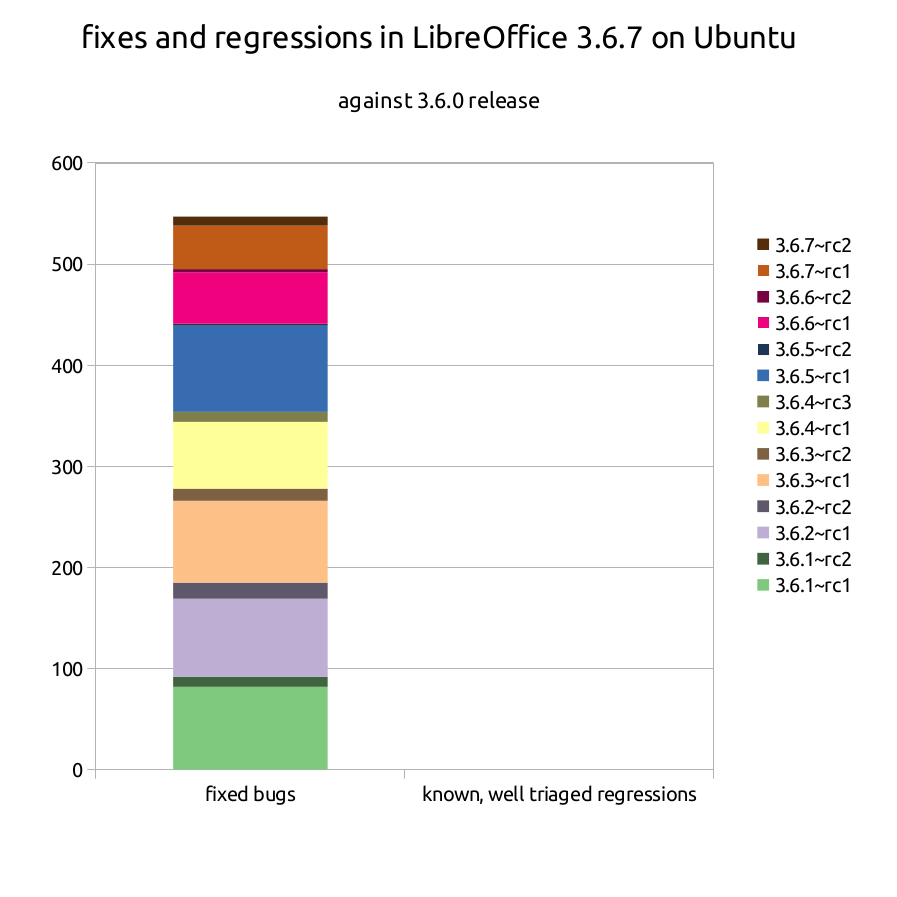 fixes and regressions in LibreOffice 3.6.7 on Ubuntu
against 3.6.0 release
600
500
400
300
200
100
0
fixed bugs
known, well triaged regressions
3.6.7~rc2
3.6.7~rc1
3.6.6~rc2
3.6.6~rc1
3.6.5~rc2
3.6.5~rc1
3.6.4~rc3
3.6.4~rc1
3.6.3~rc2
3.6.3~rc1
3.6.2~rc2
3.6.2~rc1
3.6.1~rc2
3.6.1~rc1